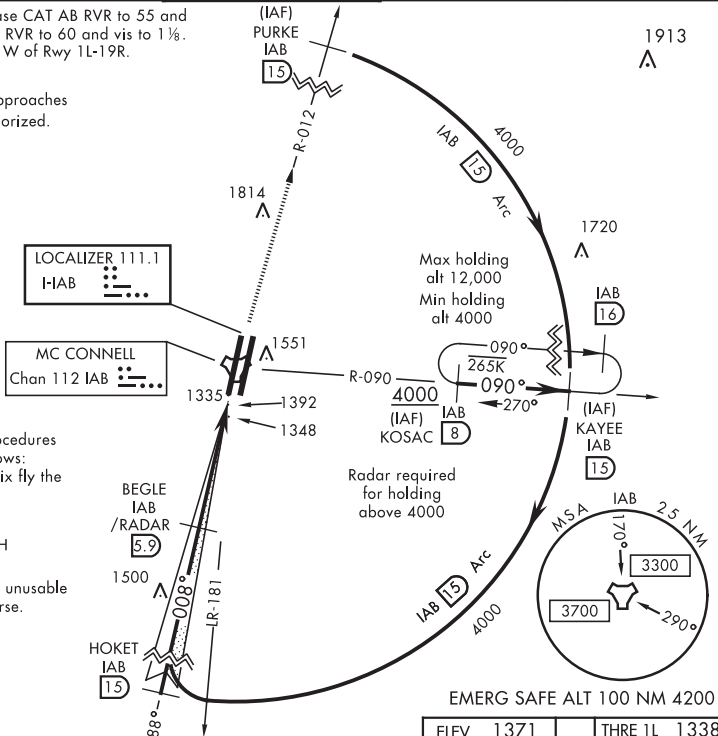 ase CAT AB RVR to 55 and
RVR to 60 and vis to 1⅛.
W of Rwy 1L-19R.
pproaches
orized.
(IAF)
PURKE
IAB
15
1913
R-012
IAB 15 Arc
4000
1814
1720
LOCALIZER 111.1
I-IAB
Max holding
alt 12,000
Min holding
alt 4000
IAB
16
MC CONNELL
Chan 112 IAB
1551
090°
265K
R-090
4000
090°
270°
1335
1392
1348
(IAF)
KOSAC
IAB
8
(IAF)
KAYEE
IAB
15
ocedures
ows:
ix fly the
Radar required
for holding
above 4000
BEGLE
IAB
/RADAR
5.9
H
unusable
rse.
1500
008°
LR-181
IAB 15 Arc
4000
MSA IAB 25 NM
170°
3300
3700
290°
HOKET
IAB
15
88°
EMERG SAFE ALT 100 NM 4200
ELEV 1371
THRE 1L 1338